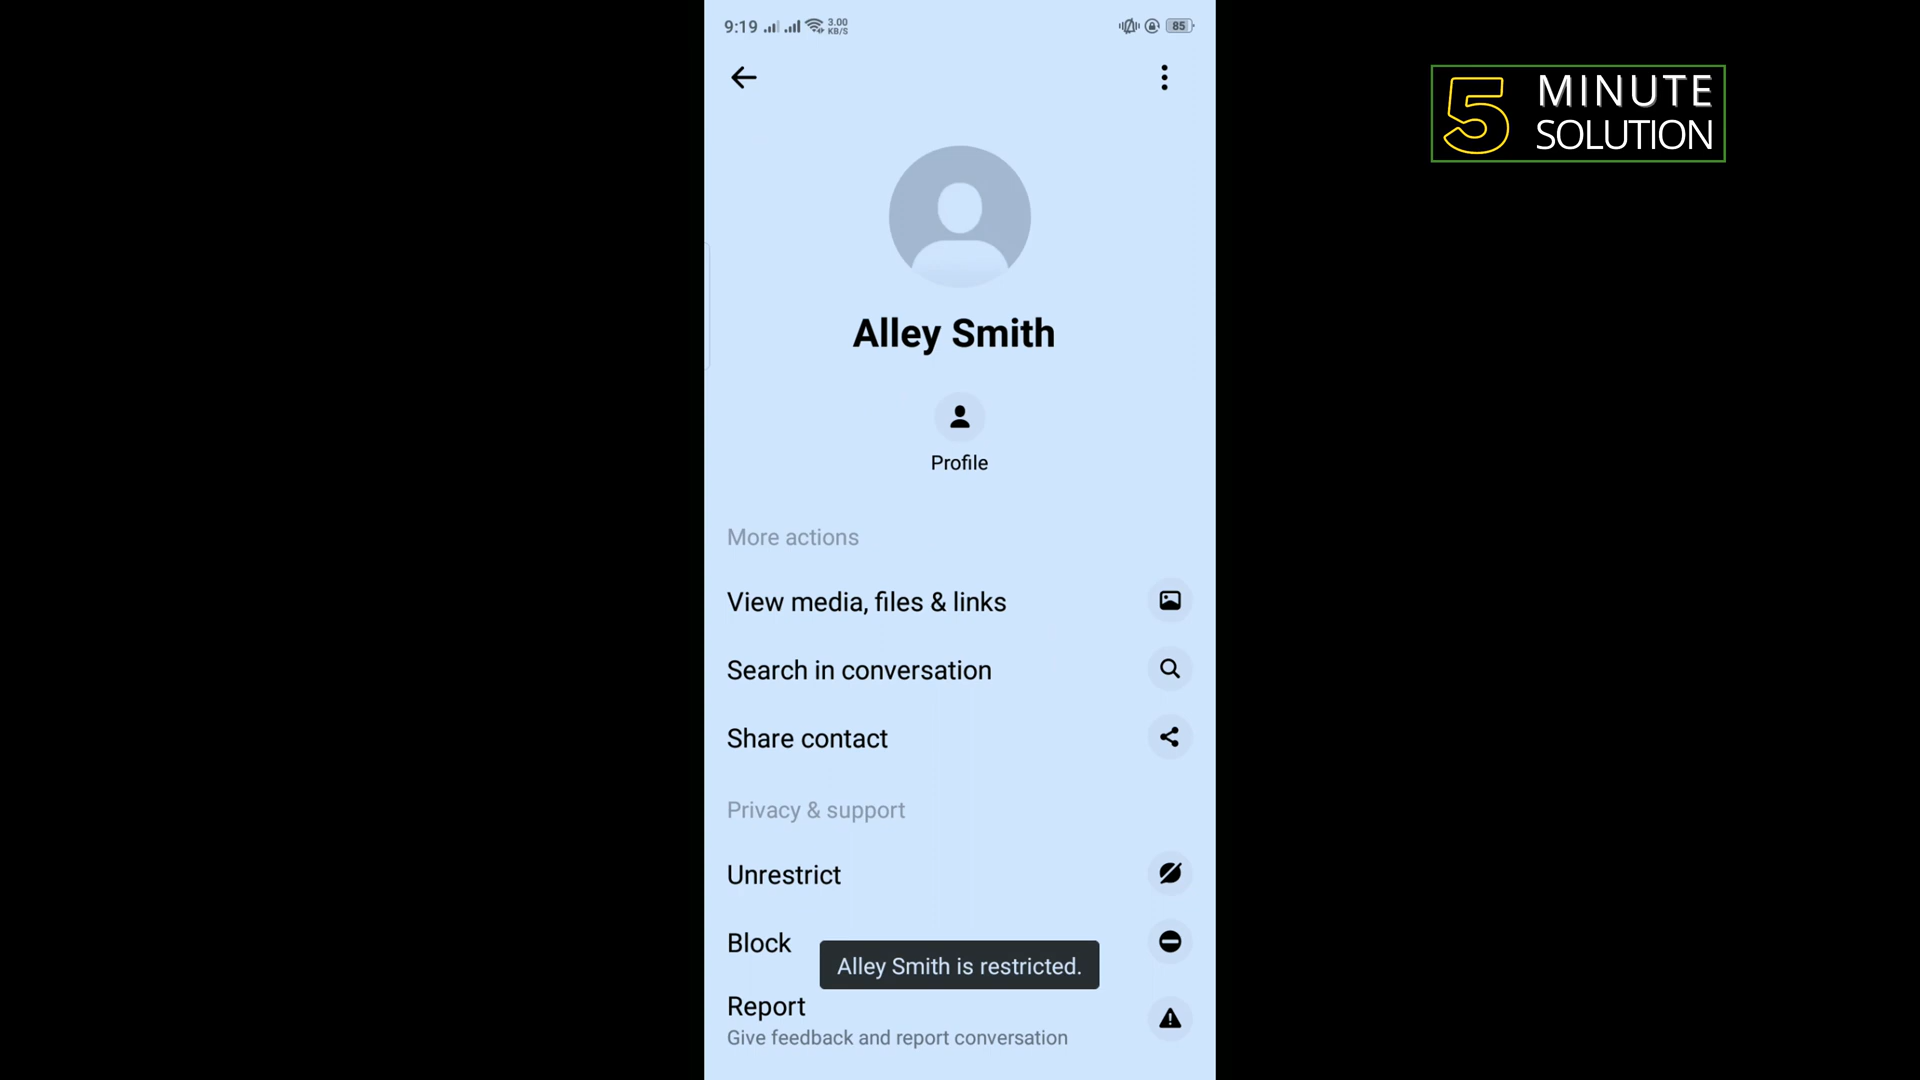 9:19 3.00 KB/S 85
5 MINUTE
SOLUTION
Alley Smith
Profile
More actions
View media, files & links
Search in conversation
Share contact
Privacy & support
Unrestrict
Block
Alley Smith is restricted.
Report
Give feedback and report conversation